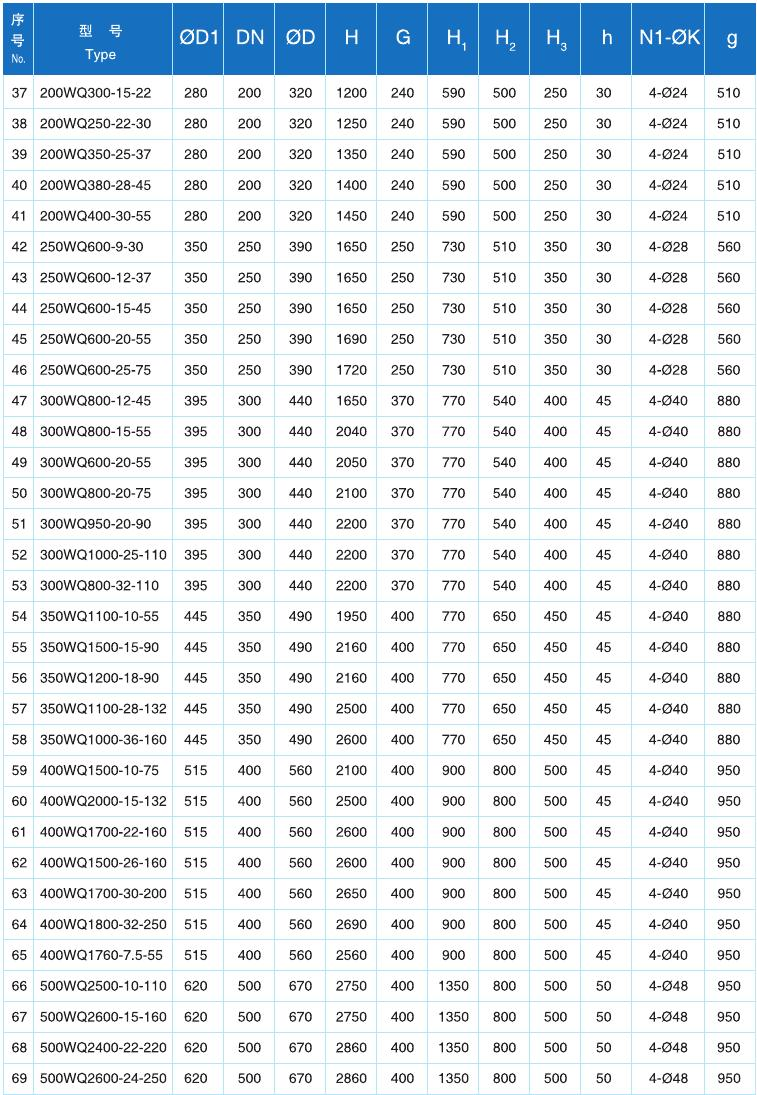 序号 No. 型 号 Type ØD1 DN ØD H G H1 H2 H3 h N1-ØK g
37 200WQ300-15-22 280 200 320 1200 240 590 500 250 30 4-Ø24 510
38 200WQ250-22-30 280 200 320 1250 240 590 500 250 30 4-Ø24 510
39 200WQ350-25-37 280 200 320 1350 240 590 500 250 30 4-Ø24 510
40 200WQ380-28-45 280 200 320 1400 240 590 500 250 30 4-Ø24 510
41 200WQ400-30-55 280 200 320 1450 240 590 500 250 30 4-Ø24 510
42 250WQ600-9-30 350 250 390 1650 250 730 510 350 30 4-Ø28 560
43 250WQ600-12-37 350 250 390 1650 250 730 510 350 30 4-Ø28 560
44 250WQ600-15-45 350 250 390 1650 250 730 510 350 30 4-Ø28 560
45 250WQ600-20-55 350 250 390 1690 250 730 510 350 30 4-Ø28 560
46 250WQ600-25-75 350 250 390 1720 250 730 510 350 30 4-Ø28 560
47 300WQ800-12-45 395 300 440 1650 370 770 540 400 45 4-Ø40 880
48 300WQ800-15-55 395 300 440 2040 370 770 540 400 45 4-Ø40 880
49 300WQ600-20-55 395 300 440 2050 370 770 540 400 45 4-Ø40 880
50 300WQ800-20-75 395 300 440 2100 370 770 540 400 45 4-Ø40 880
51 300WQ950-20-90 395 300 440 2200 370 770 540 400 45 4-Ø40 880
52 300WQ1000-25-110 395 300 440 2200 370 770 540 400 45 4-Ø40 880
53 300WQ800-32-110 395 300 440 2200 370 770 540 400 45 4-Ø40 880
54 350WQ1100-10-55 445 350 490 1950 400 770 650 450 45 4-Ø40 880
55 350WQ1500-15-90 445 350 490 2160 400 770 650 450 45 4-Ø40 880
56 350WQ1200-18-90 445 350 490 2160 400 770 650 450 45 4-Ø40 880
57 350WQ1100-28-132 445 350 490 2500 400 770 650 450 45 4-Ø40 880
58 350WQ1000-36-160 445 350 490 2600 400 770 650 450 45 4-Ø40 880
59 400WQ1500-10-75 515 400 560 2100 400 900 800 500 45 4-Ø40 950
60 400WQ2000-15-132 515 400 560 2500 400 900 800 500 45 4-Ø40 950
61 400WQ1700-22-160 515 400 560 2600 400 900 800 500 45 4-Ø40 950
62 400WQ1500-26-160 515 400 560 2600 400 900 800 500 45 4-Ø40 950
63 400WQ1700-30-200 515 400 560 2650 400 900 800 500 45 4-Ø40 950
64 400WQ1800-32-250 515 400 560 2690 400 900 800 500 45 4-Ø40 950
65 400WQ1760-7.5-55 515 400 560 2560 400 900 800 500 45 4-Ø40 950
66 500WQ2500-10-110 620 500 670 2750 400 1350 800 500 50 4-Ø48 950
67 500WQ2600-15-160 620 500 670 2750 400 1350 800 500 50 4-Ø48 950
68 500WQ2400-22-220 620 500 670 2860 400 1350 800 500 50 4-Ø48 950
69 500WQ2600-24-250 620 500 670 2860 400 1350 800 500 50 4-Ø48 950